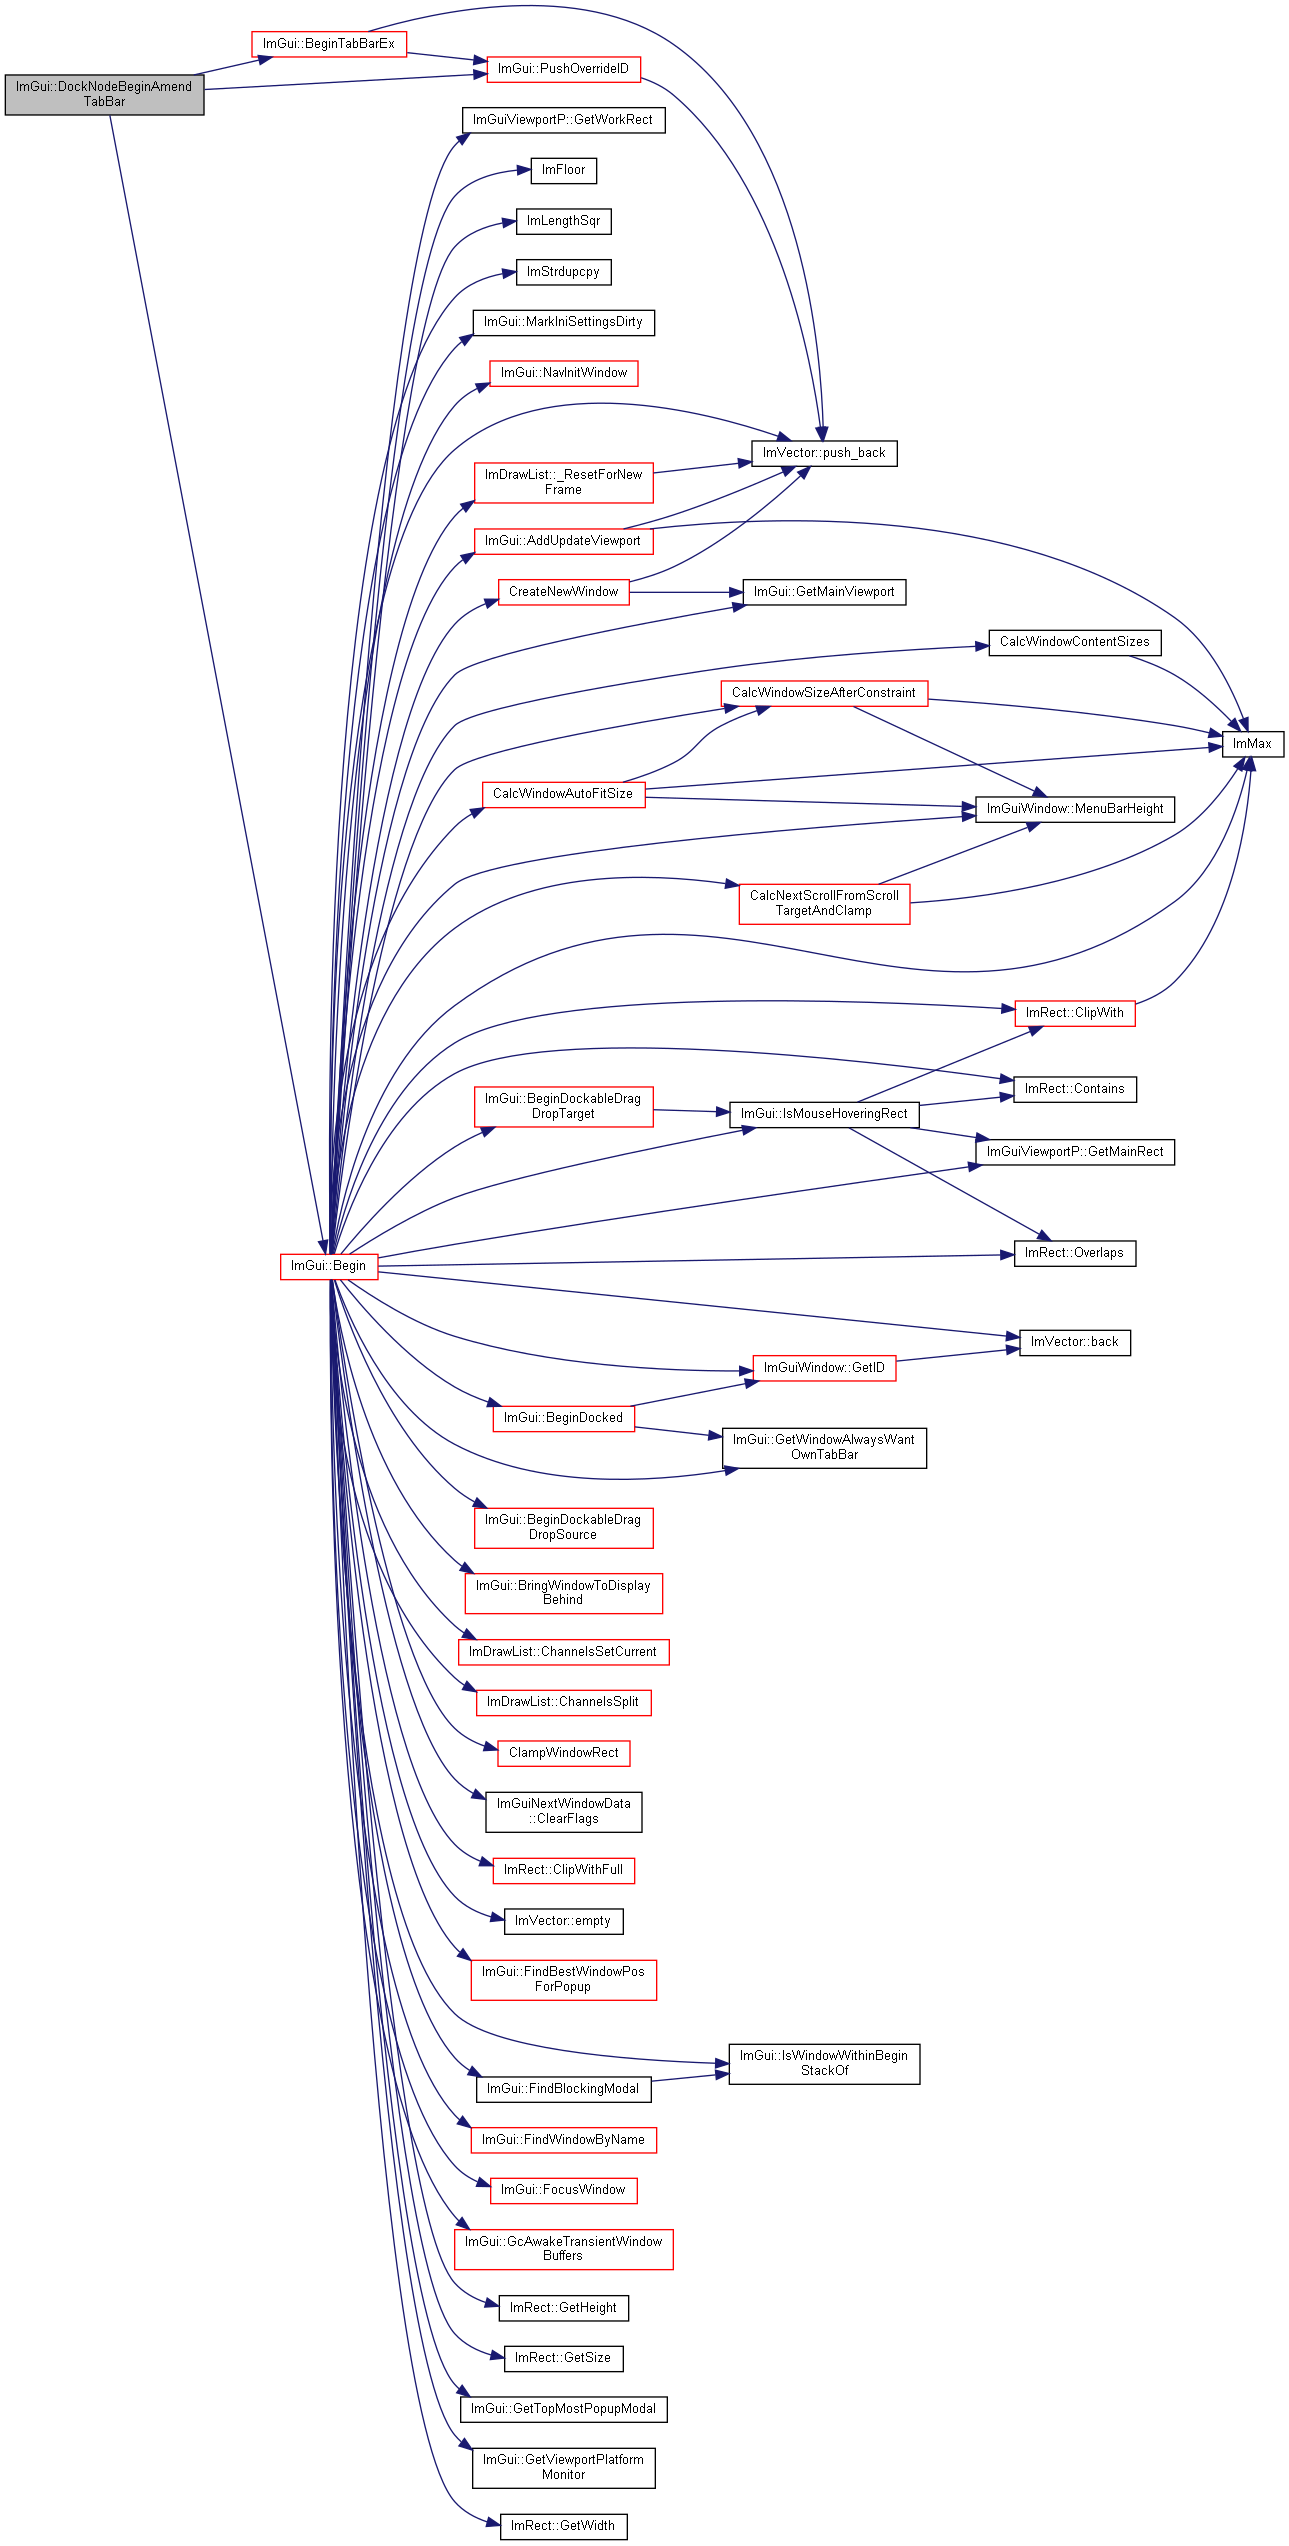 ImGui::BeginTabBarEx
ImGui::PushOverrideID
ImGui::DockNodeBeginAmend
TabBar
ImGuiViewportP::GetWorkRect
ImFloor
ImLengthSqr
ImStrdupcpy
ImGui::MarkIniSettingsDirty
ImGui::NavInitWindow
ImVector::push_back
ImDrawList::_ResetForNew
Frame
ImGui::AddUpdateViewport
CreateNewWindow
ImGui::GetMainViewport
CalcWindowContentSizes
CalcWindowSizeAfterConstraint
ImMax
CalcWindowAutoFitSize
ImGuiWindow::MenuBarHeight
CalcNextScrollFromScroll
TargetAndClamp
ImRect::ClipWith
ImRect::Contains
ImGui::BeginDockableDrag
DropTarget
ImGui::IsMouseHoveringRect
ImGuiViewportP::GetMainRect
ImRect::Overlaps
ImGui::Begin
ImVector::back
ImGuiWindow::GetID
ImGui::BeginDocked
ImGui::GetWindowAlwaysWant
OwnTabBar
ImGui::BeginDockableDrag
DropSource
ImGui::BringWindowToDisplay
Behind
ImDrawList::ChannelsSetCurrent
ImDrawList::ChannelsSplit
ClampWindowRect
ImGuiNextWindowData
::ClearFlags
ImRect::ClipWithFull
ImVector::empty
ImGui::FindBestWindowPos
ForPopup
ImGui::IsWindowWithinBegin
StackOf
ImGui::FindBlockingModal
ImGui::FindWindowByName
ImGui::FocusWindow
ImGui::GcAwakeTransientWindow
Buffers
ImRect::GetHeight
ImRect::GetSize
ImGui::GetTopMostPopupModal
ImGui::GetViewportPlatform
Monitor
ImRect::GetWidth